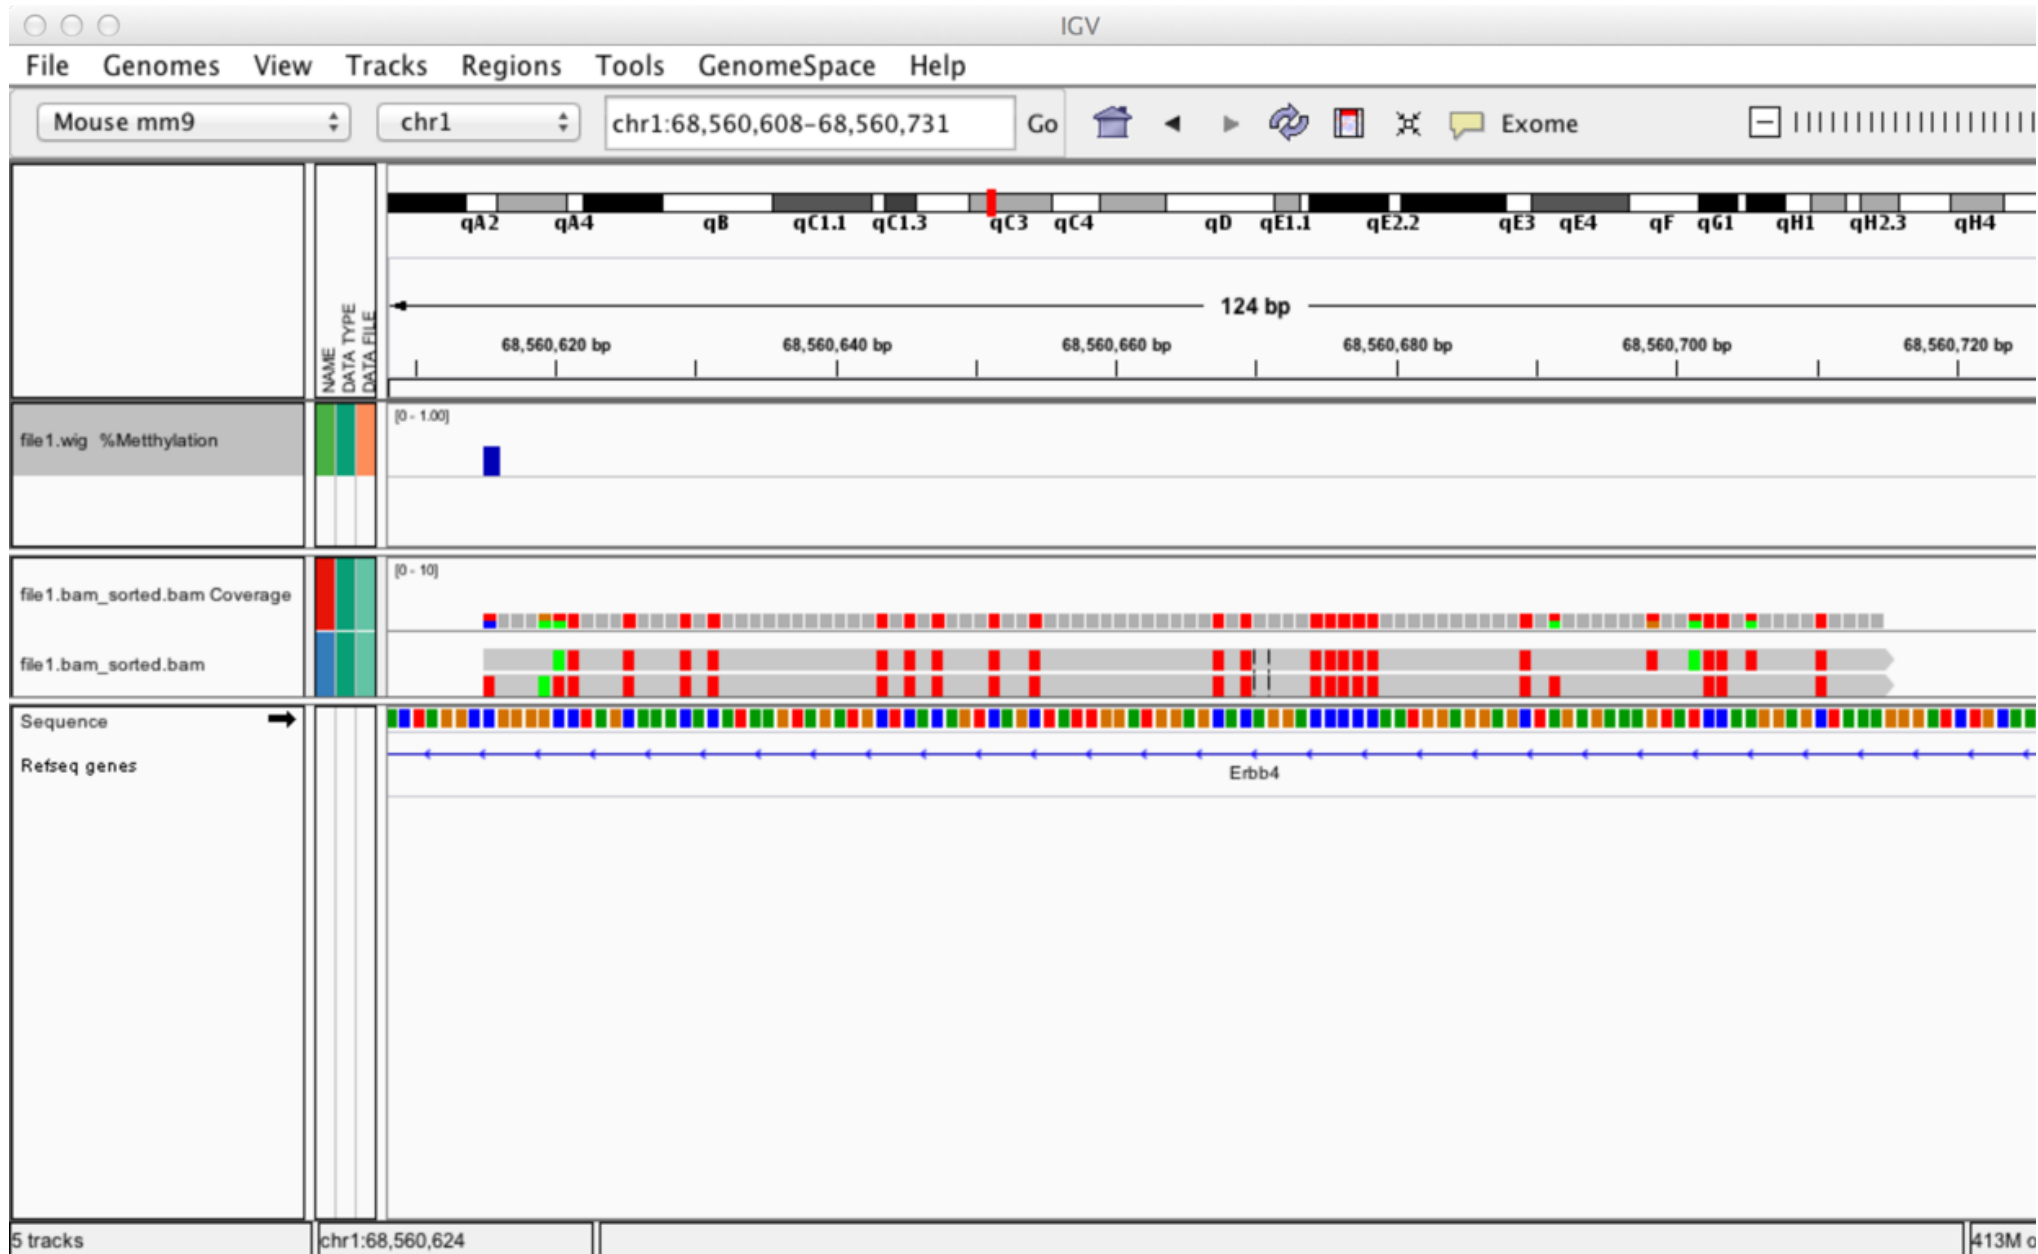 IGV
File Genomes View Tracks Regions Tools GenomeSpace Help
Mouse mm9 chr1 chr1:68,560,608-68,560,731 Go Exome
qA2 qA4 qB qC1.1 qC1.3 qC3 qC4 qD qE1.1 qE2.2 qE3 qE4 qF qG1 qH1 qH2.3 qH4
124 bp
NAME
DATA TYPE
DATA FILE
68,560,620 bp 68,560,640 bp 68,560,660 bp 68,560,680 bp 68,560,700 bp 68,560,720 bp
[0 - 1.00]
file1.wig %Metthylation
[0 - 10]
file1.bam_sorted.bam Coverage
file1.bam_sorted.bam
Sequence
Refseq genes
Erbb4
5 tracks chr1:68,560,624 413M o